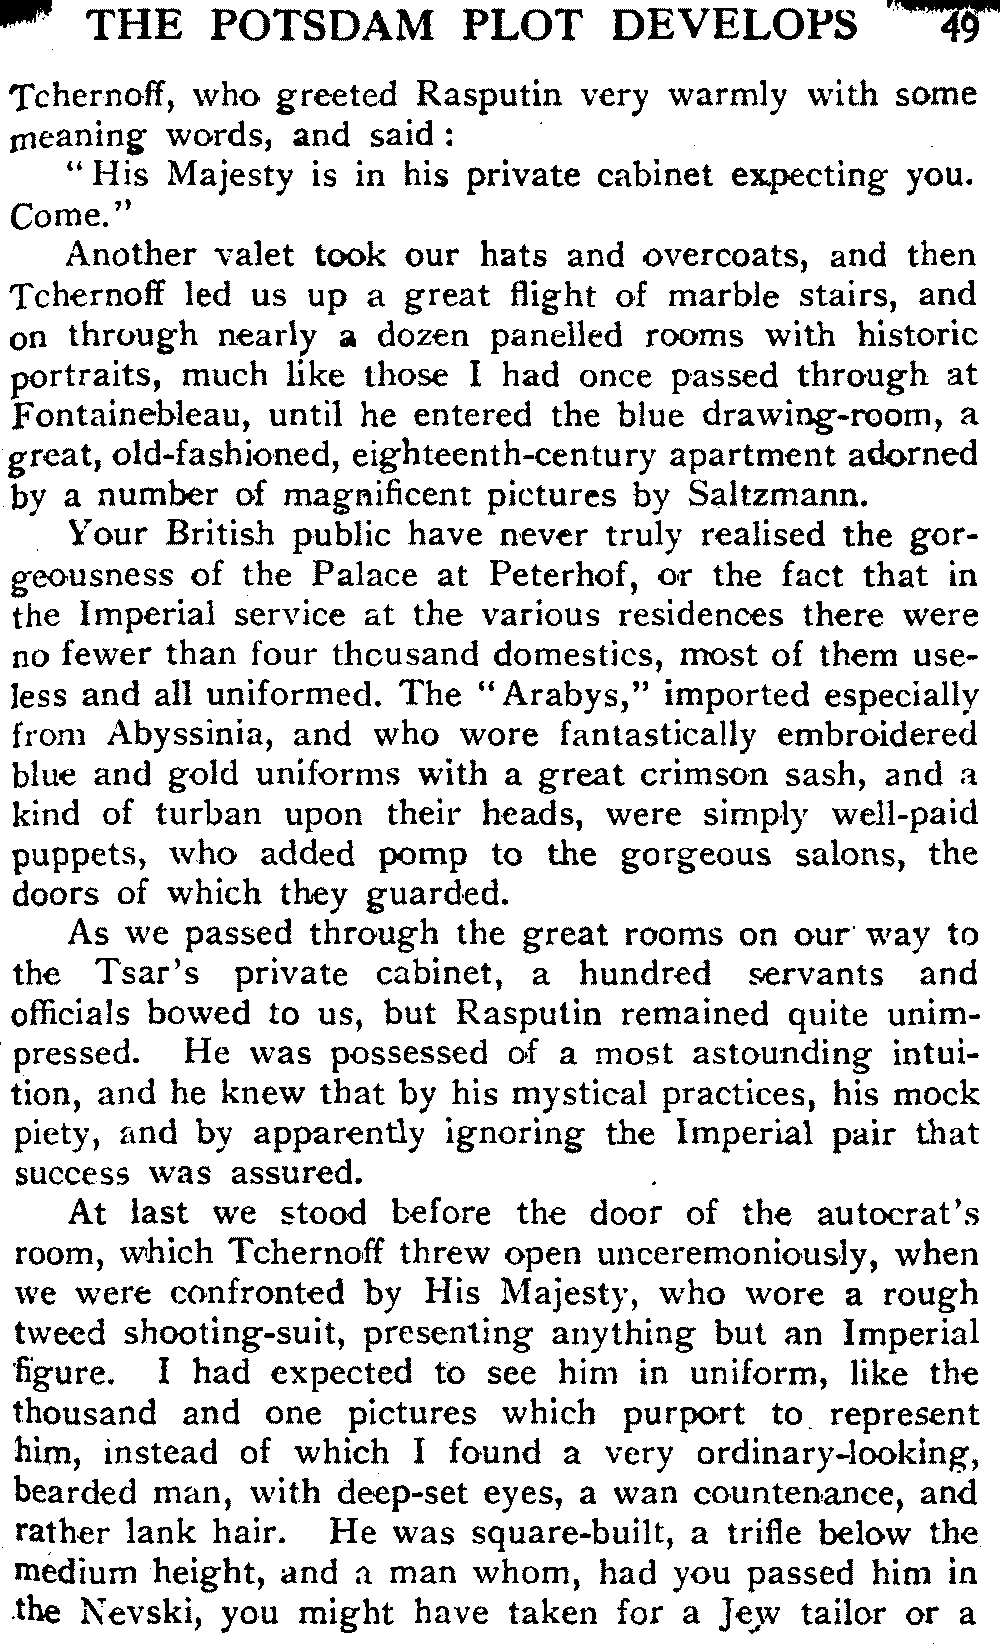 THE POTSDAM PLOT DEVELOPS 49
Tchernoff, who greeted Rasputin very warmly with some
meaning words, and said :
"His Majesty is in his private cabinet expecting you.
Come."
Another valet took our hats and overcoats, and then
Tchernoff led us up a great flight of marble stairs, and
on through nearly a dozen panelled rooms with historic
portraits, much like those I had once passed through at
Fontainebleau, until he entered the blue drawing-room, a
great, old-fashioned, eighteenth-century apartment adorned
by a number of magnificent pictures by Saltzmann.
Your British public have never truly realised the gor-
geousness of the Palace at Peterhof, or the fact that in
the Imperial service at the various residences there were
no fewer than four thousand domestics, most of them use-
less and all uniformed. The "Arabys," imported especially
from Abyssinia, and who wore fantastically embroidered
blue and gold uniforms with a great crimson sash, and a
kind of turban upon their heads, were simply well-paid
puppets, who added pomp to the gorgeous salons, the
doors of which they guarded.
As we passed through the great rooms on our way to
the Tsar's private cabinet, a hundred servants and
officials bowed to us, but Rasputin remained quite unim-
pressed. He was possessed of a most astounding intui-
tion, and he knew that by his mystical practices, his mock
piety, and by apparently ignoring the Imperial pair that
success was assured.
At last we stood before the door of the autocrat's
room, which Tchernoff threw open unceremoniously, when
we were confronted by His Majesty, who wore a rough
tweed shooting-suit, presenting anything but an Imperial
figure. I had expected to see him in uniform, like the
thousand and one pictures which purport to represent
him, instead of which I found a very ordinary-looking,
bearded man, with deep-set eyes, a wan countenance, and
rather lank hair. He was square-built, a trifle below the
medium height, and a man whom, had you passed him in
the Nevski, you might have taken for a Jew tailor or a